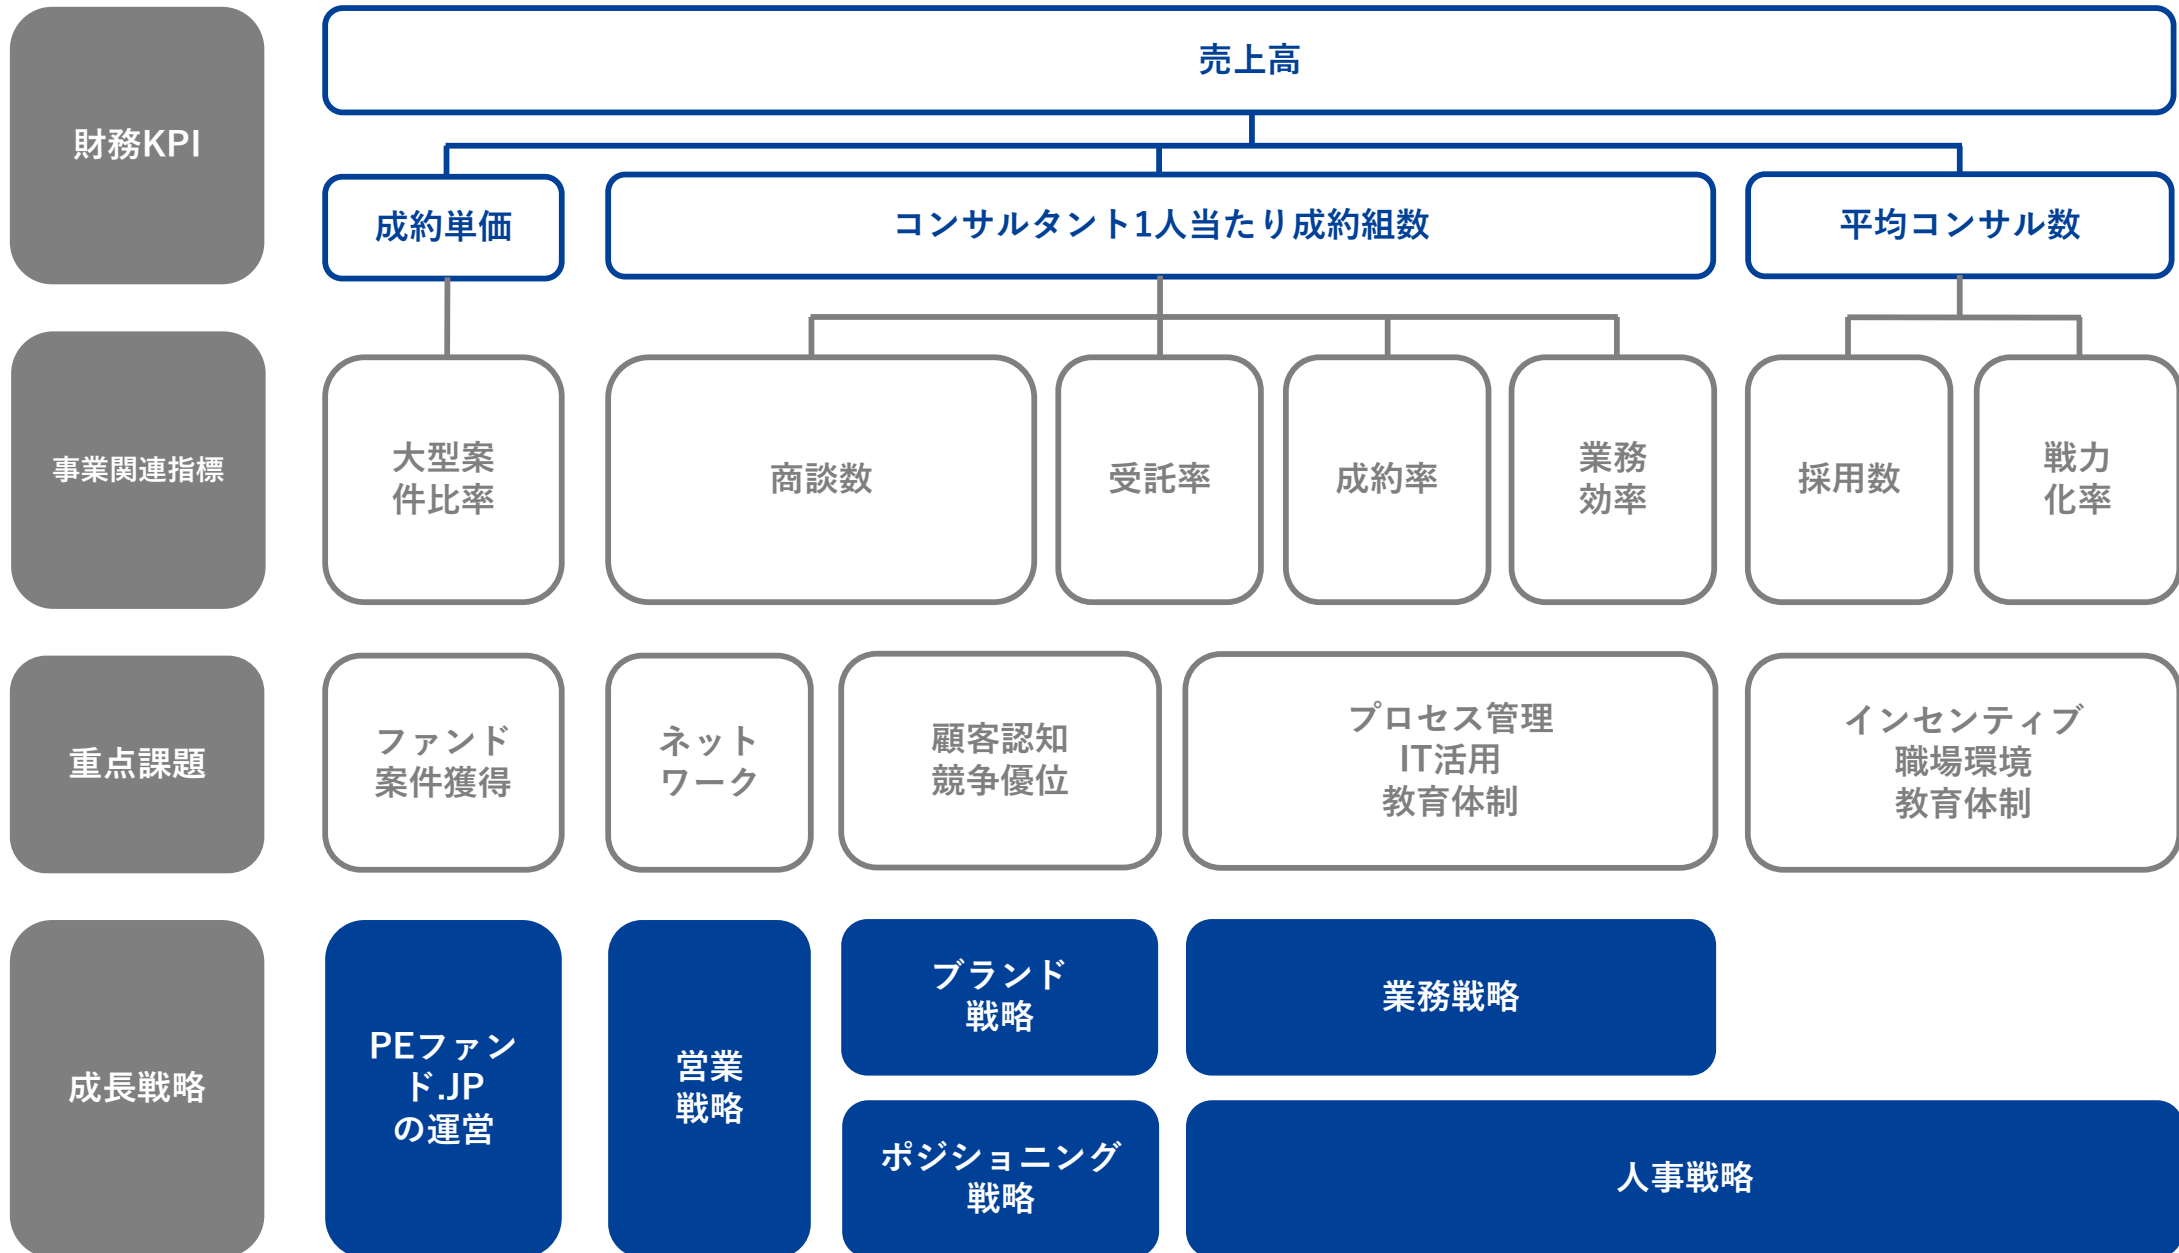 財務KPI
売上高
成約単価
コンサルタント1人当たり成約組数
平均コンサル数
事業関連指標
大型案
件比率
商談数
受託率
成約率
業務
効率
採用数
戦力
化率
重点課題
ファンド
案件獲得
ネット
ワーク
顧客認知
競争優位
プロセス管理
IT活用
教育体制
インセンティブ
職場環境
教育体制
成長戦略
PEファン
ド.JP
の運営
営業
戦略
ブランド
戦略
業務戦略
ポジショニング
戦略
人事戦略